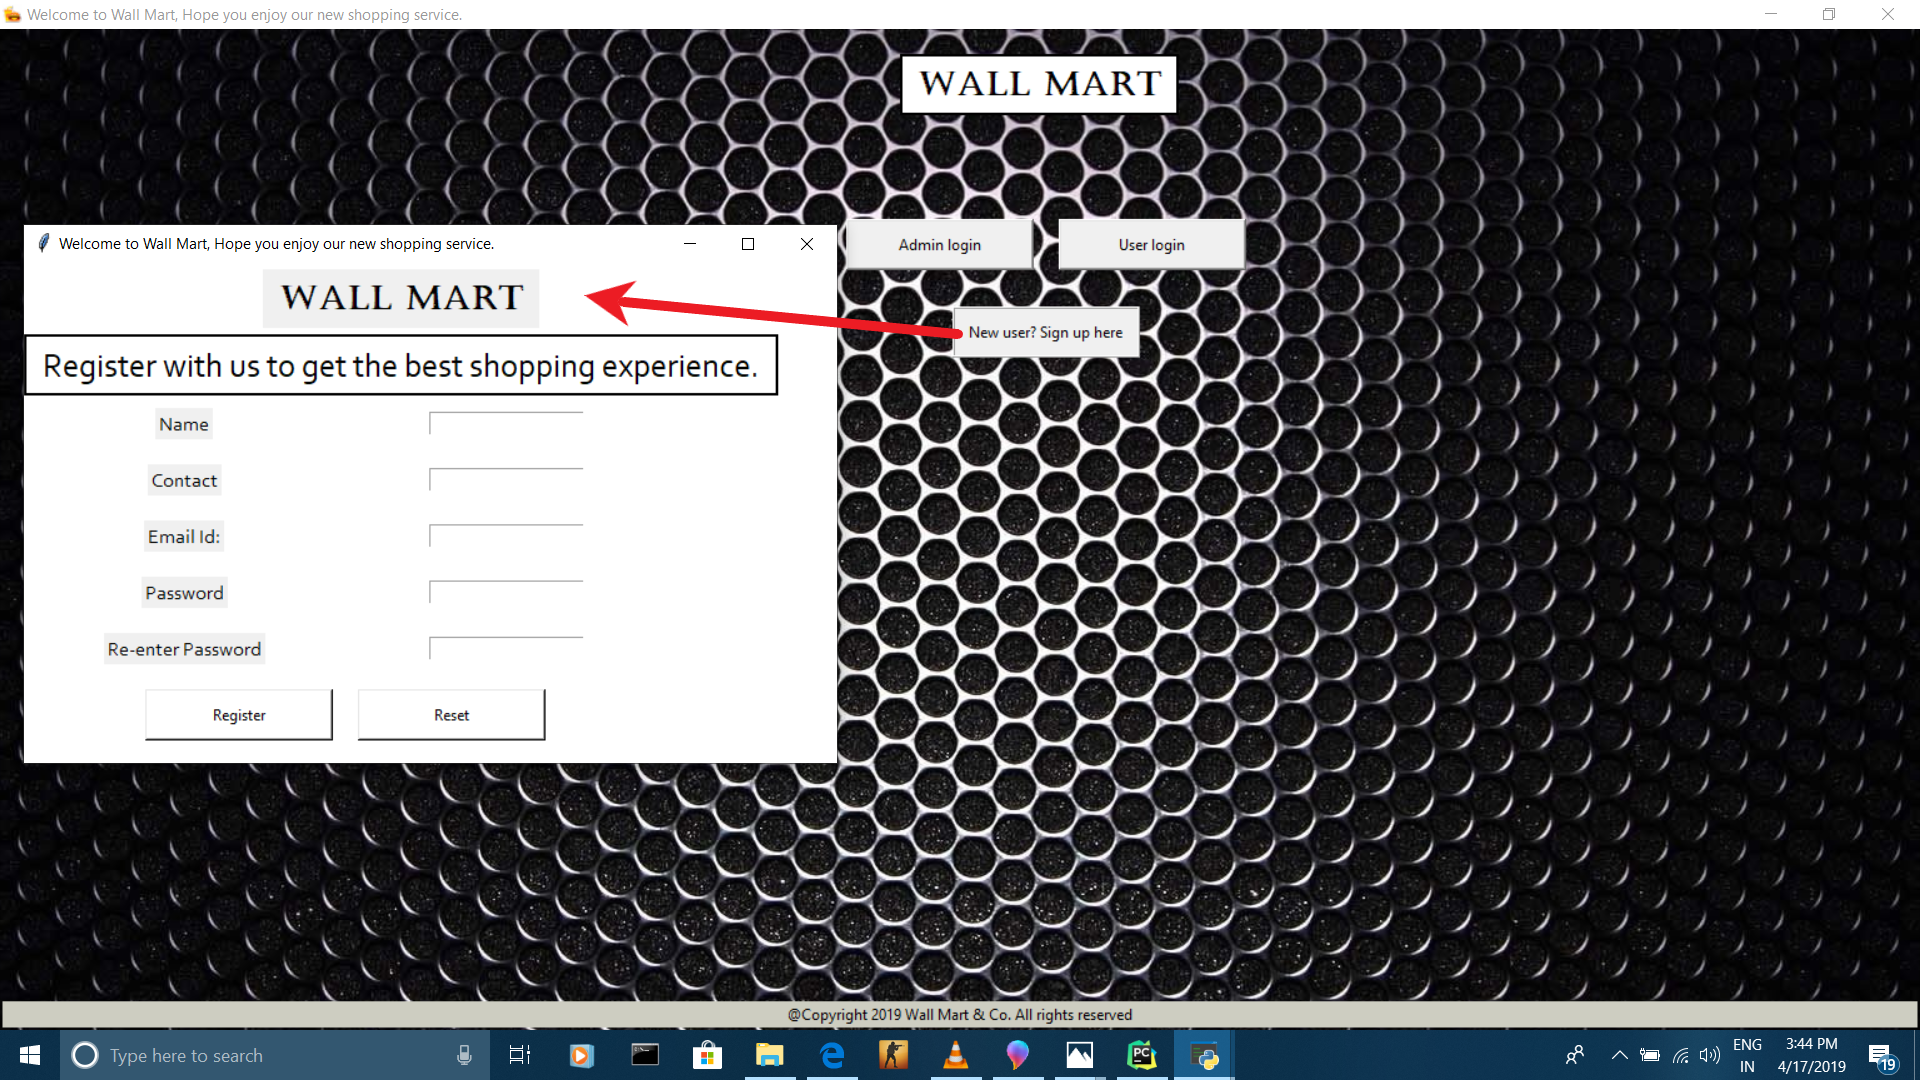 Welcome to Wall Mart, Hope you enjoy our new shopping service.
WALL MART
Admin login
User login
New user? Sign up here
Welcome to Wall Mart, Hope you enjoy our new shopping service.
WALL MART
Register with us to get the best shopping experience.
Name
Contact
Email Id:
Password
Re-enter Password
Register Reset
@Copyright 2019 Wall Mart & Co. All rights reserved
Type here to search
PC
ENG
IN
3:44 PM
4/17/2019
19